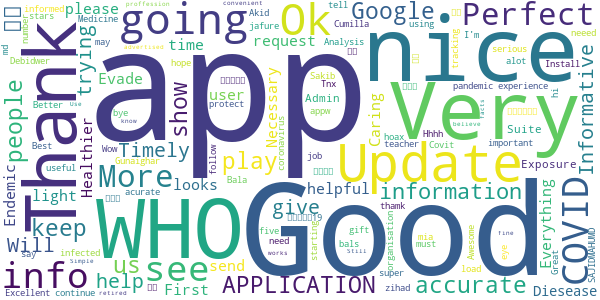 app
nice
Good
Very
WHO
Thank
Update
covID
info
going
Ok
Google
Perfect
please
Medicine
Akid
Cumilla
using
tell
convenient
proffession
stars
number
may
jafure
time
request
Analysis
I'm
neeed
Debidwer
md
trying
Evade
show
user
Admin
Sakib
Tnx
hope
advertised
tracking
serious
alot
Install
pandemic experience
hi
Informative
people
Better
Use
bye
know
Wow
Best
protect
appw
coronavirus
Necessary
Caring
hoax
Hhhh
teacher
Covit
important
believe
facts
Suite
Exposure
Healthier
Timely
Gunaighar
follow
play
Bala
job
More
looks
helpful
useful
light
acurate
Endemic
keep
give
information
Everything
Will
us
see
send
five
need
works
starting
gift
bals
Still
organisation
mia
must
eye
Awesome
fine
Great
SAJIDMAHUMD
say
infected
help
First
APPLICATION
super
zihad
thamk
load
accurate
Diesease
Excellent
continue
Simple
retired